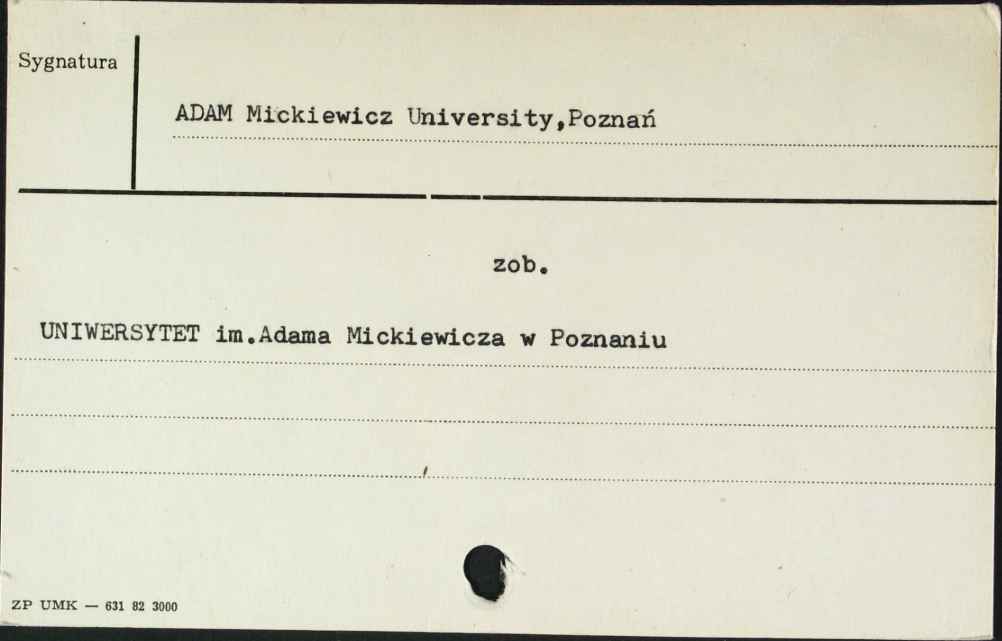 Sygnatura
ADAM Mickiewicz University,Poznań
zob.
UNIWERSYTET im.Adama Mickiewicza w Poznaniu
ZP UMK — 631 82 3000